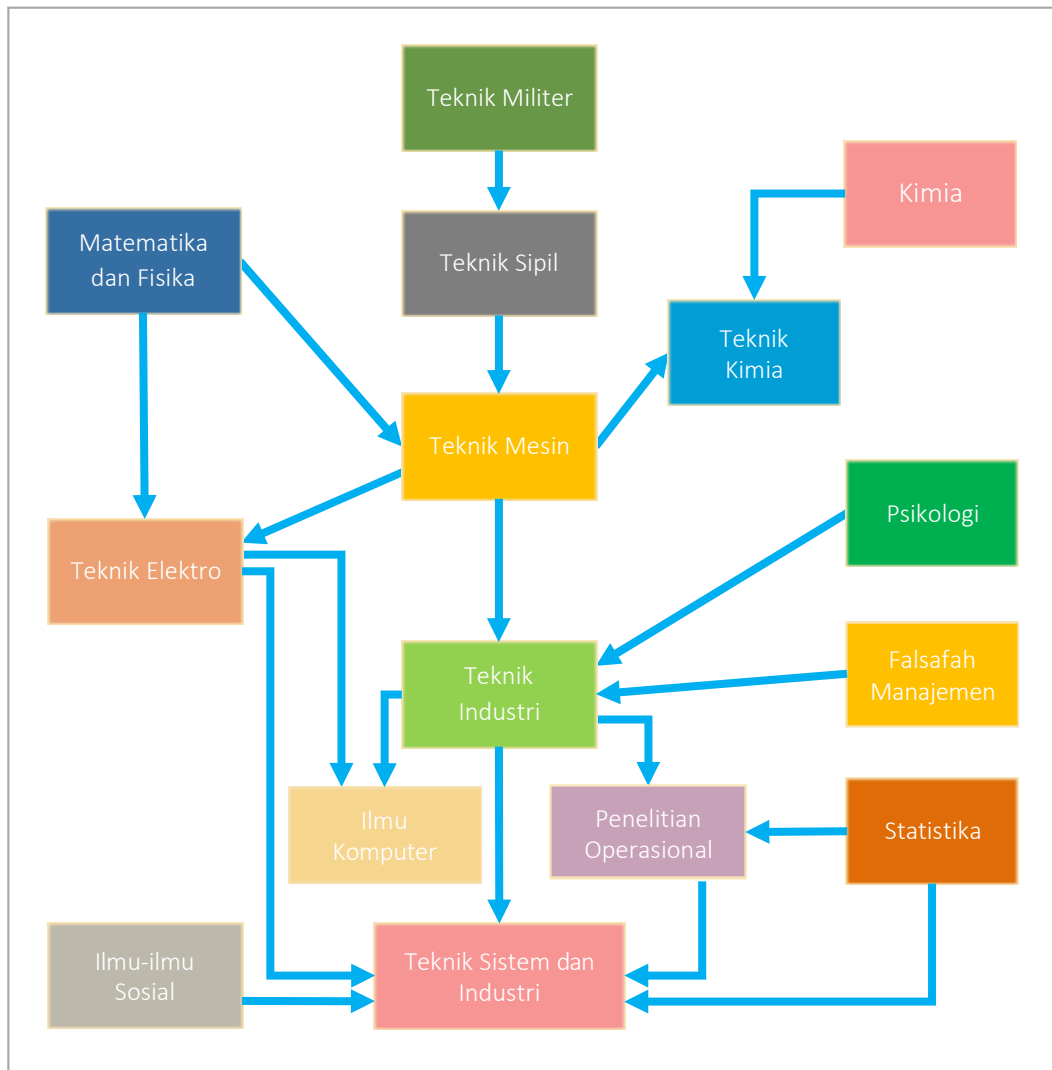 Teknik Militer
Kimia
Matematika
dan Fisika
Teknik Sipil
Teknik
Kimia
Teknik Mesin
Psikologi
Teknik Elektro
Teknik
Industri
Falsafah
Manajemen
Ilmu
Komputer
Penelitian
Operasional
Statistika
Ilmu-ilmu
Sosial
Teknik Sistem dan
Industri